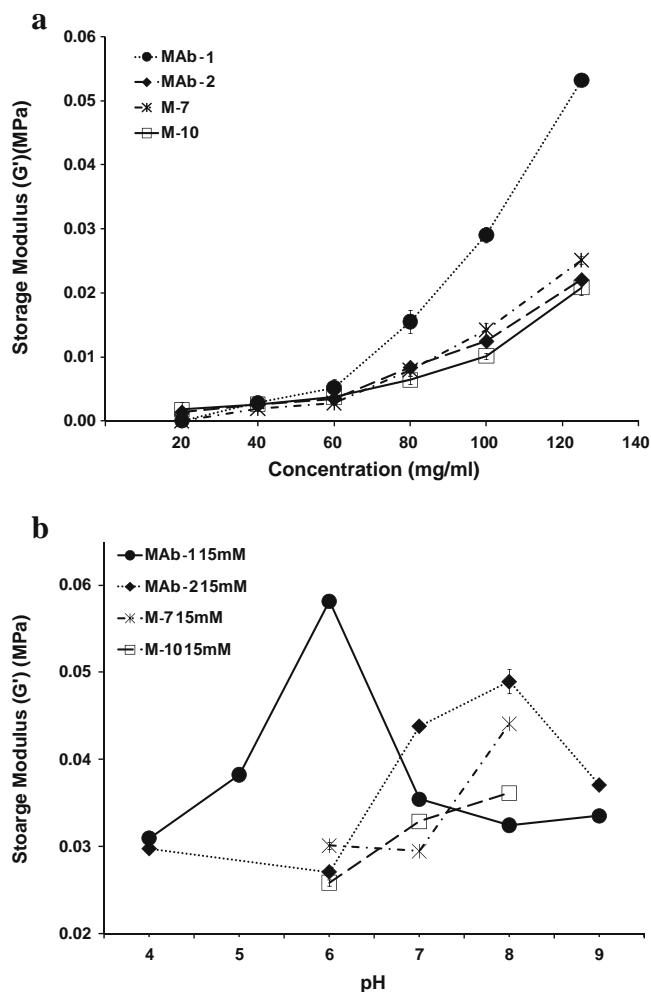 a
0.06
MAb-1
MAb-2
M-7
M-10
0.05
0.04
0.03
0.02
0.01
0.00
Storage Modulus (G')(MPa)
20 40 60 80 100 120 140
Concentration (mg/ml)
b
MAb-115mM
MAb-215mM
M-715mM
M-1015mM
0.06
0.05
0.04
0.03
0.02
Stoarge Modulus (G') (MPa)
4 5 6 7 8 9
pH